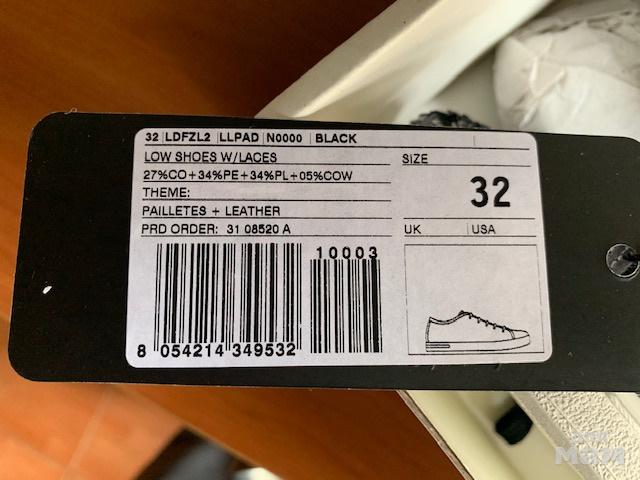 32 LDFZL2 LLPAD N0000 BLACK
LOW SHOES W/LACES
27%CO+34%PE+34%PL+05%COW
THEME:
PAILLETES + LEATHER
PRD ORDER: 31 08520 A
SIZE
32
UK USA
10003
8 054214 349532
MOM